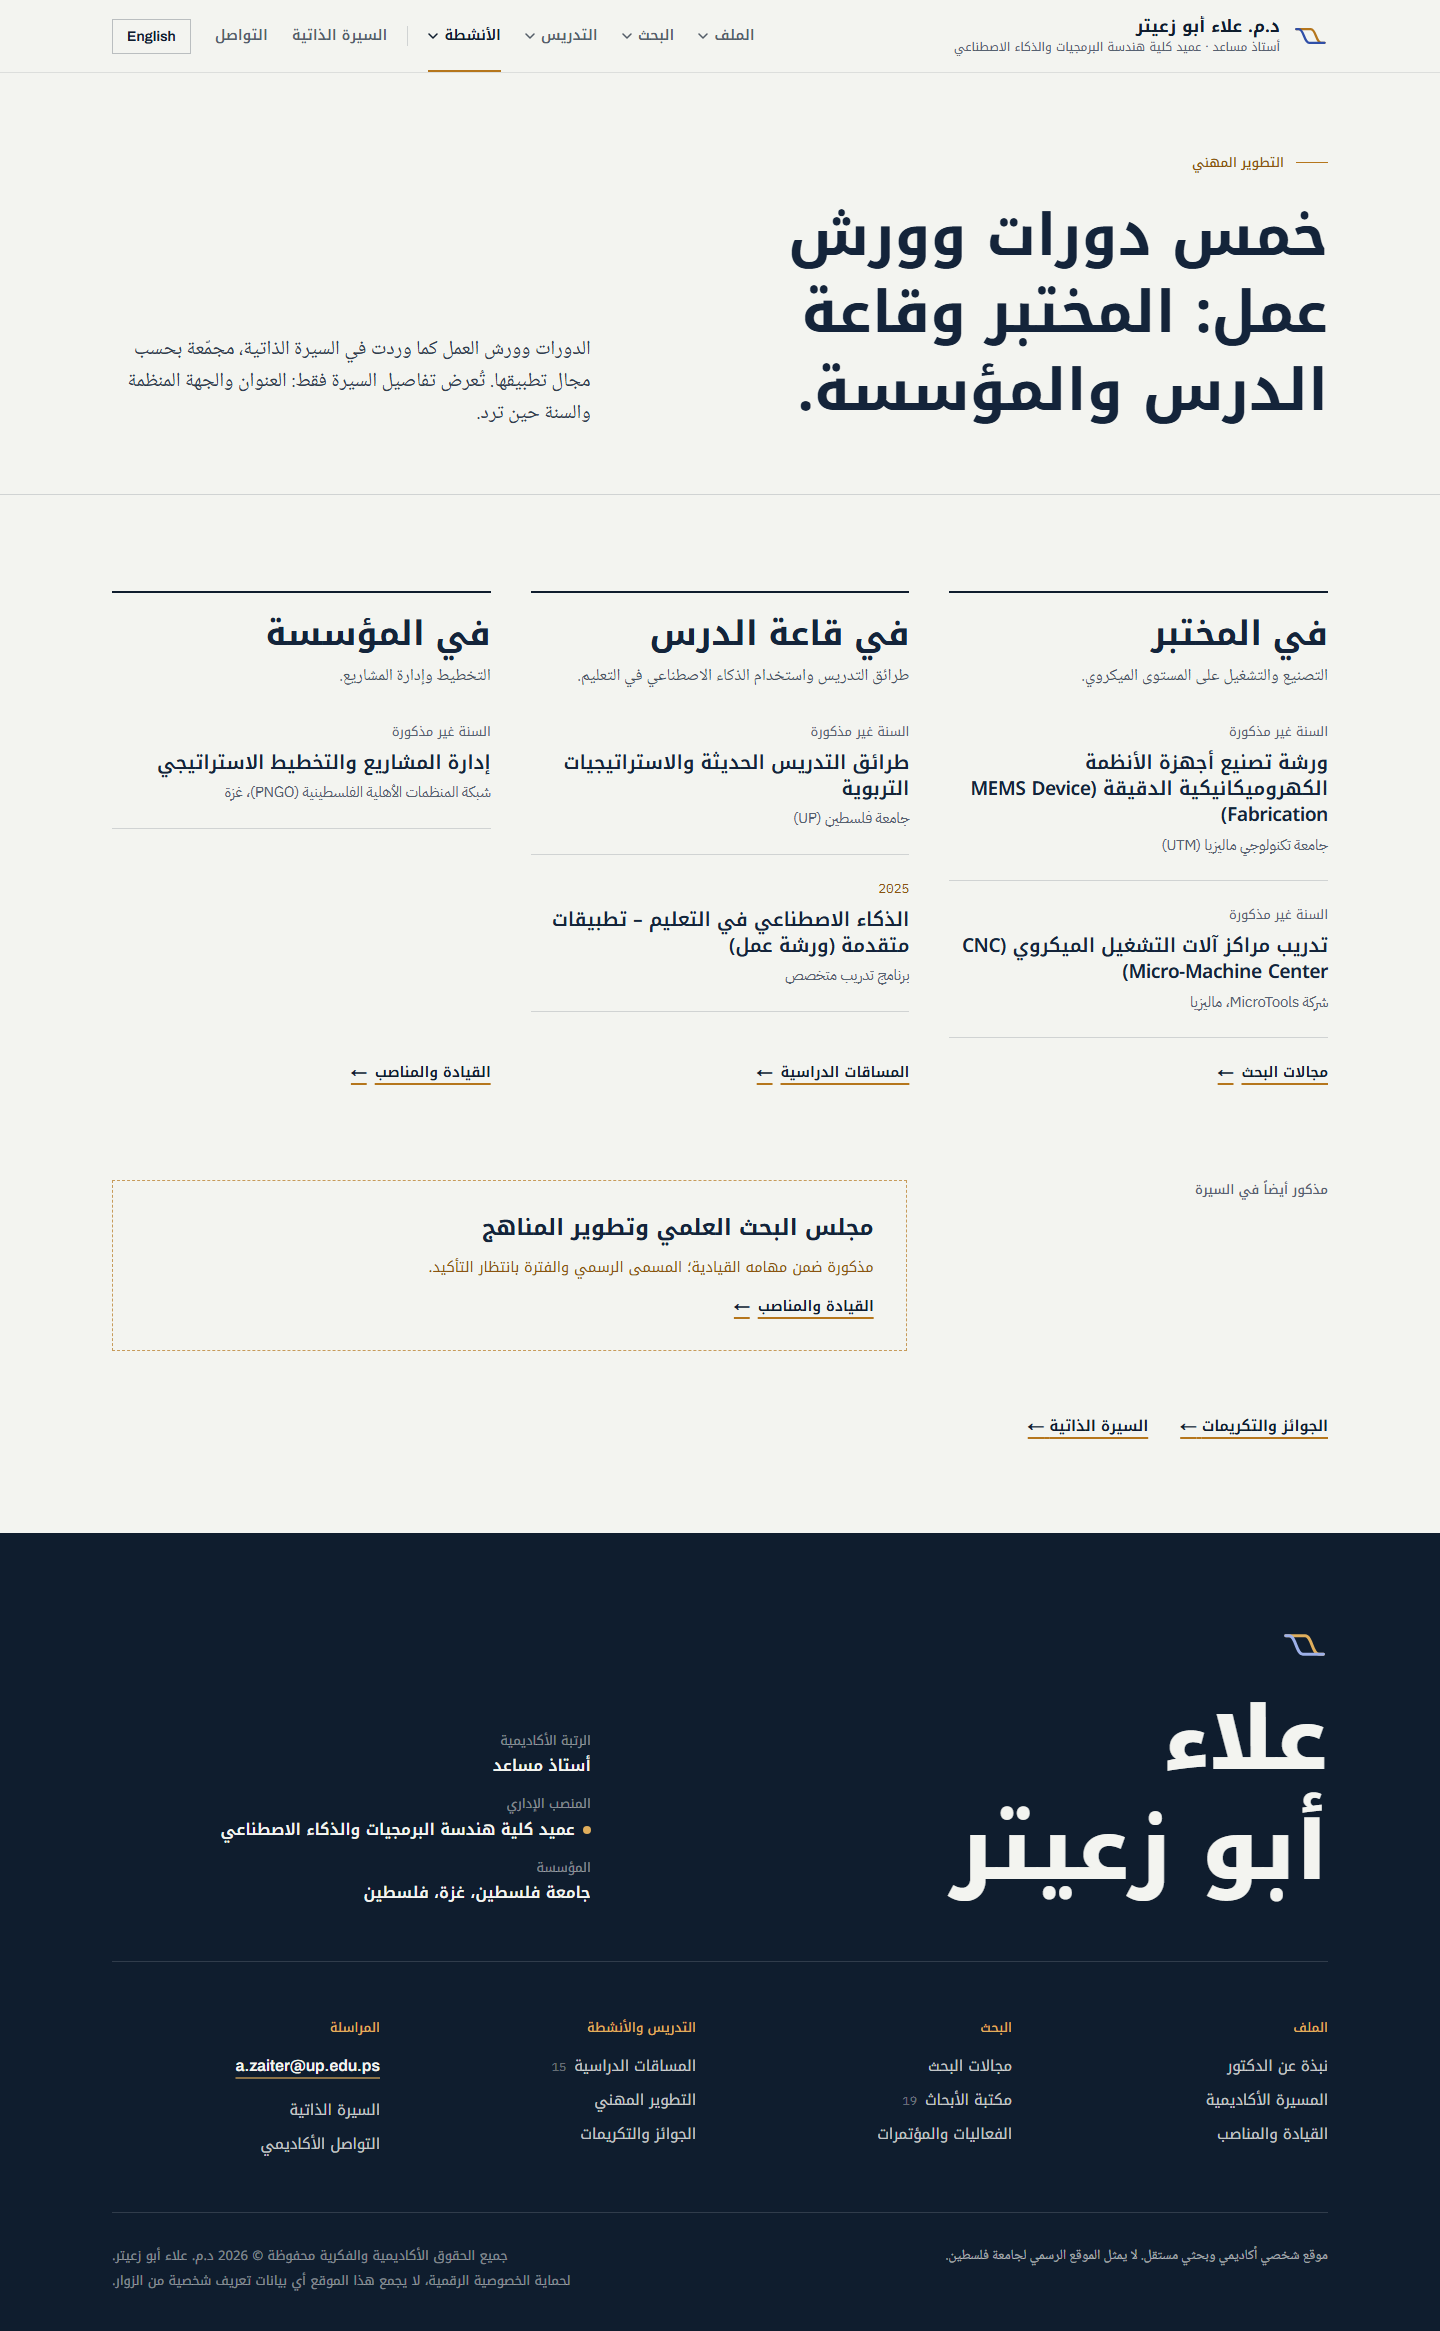 د.م. علاء أبو زعيتر
أستاذ مساعد · عميد كلية هندسة البرمجيات والذكاء الاصطناعي
الملف
البحث
التدريس
الأنشطة
السيرة الذاتية
التواصل
English
التطوير المهني
خمس دورات وورش
عمل: المختبر وقاعة
الدرس والمؤسسة.
الدورات وورش العمل كما وردت في السيرة الذاتية، مجمّعة بحسب
مجال تطبيقها. تُعرض تفاصيل السيرة فقط: العنوان والجهة المنظمة
والسنة حين ترد.
في المختبر
التصنيع والتشغيل على المستوى الميكروي.
السنة غير مذكورة
ورشة تصنيع أجهزة الأنظمة
الكهروميكانيكية الدقيقة (MEMS Device
Fabrication)
جامعة تكنولوجي ماليزيا (UTM)
السنة غير مذكورة
تدريب مراكز آلات التشغيل الميكروي (CNC
Micro-Machine Center)
شركة MicroTools، ماليزيا
مجالات البحث ←
في قاعة الدرس
طرائق التدريس واستخدام الذكاء الاصطناعي في التعليم.
السنة غير مذكورة
طرائق التدريس الحديثة والاستراتيجيات
التربوية
جامعة فلسطين (UP)
2025
الذكاء الاصطناعي في التعليم – تطبيقات
متقدمة (ورشة عمل)
برنامج تدريب متخصص
المساقات الدراسية ←
في المؤسسة
التخطيط وإدارة المشاريع.
السنة غير مذكورة
إدارة المشاريع والتخطيط الاستراتيجي
شبكة المنظمات الأهلية الفلسطينية (PNGO)، غزة
القيادة والمناصب ←
مذكور أيضاً في السيرة
مجلس البحث العلمي وتطوير المناهج
مذكورة ضمن مهامه القيادية؛ المسمى الرسمي والفترة بانتظار التأكيد.
القيادة والمناصب ←
الجوائز والتكريمات ←
السيرة الذاتية ←
علاء
أبو زعيتر
الرتبة الأكاديمية
أستاذ مساعد
المنصب الإداري
عميد كلية هندسة البرمجيات والذكاء الاصطناعي
المؤسسة
جامعة فلسطين، غزة، فلسطين
الملف
نبذة عن الدكتور
المسيرة الأكاديمية
القيادة والمناصب
البحث
مجالات البحث
مكتبة الأبحاث 19
الفعاليات والمؤتمرات
التدريس والأنشطة
المساقات الدراسية 15
التطوير المهني
الجوائز والتكريمات
المراسلة
a.zaiter@up.edu.ps
السيرة الذاتية
التواصل الأكاديمي
موقع شخصي أكاديمي وبحثي مستقل. لا يمثل الموقع الرسمي لجامعة فلسطين.
جميع الحقوق الأكاديمية والفكرية محفوظة © 2026 د.م. علاء أبو زعيتر.
لحماية الخصوصية الرقمية، لا يجمع هذا الموقع أي بيانات تعريف شخصية من الزوار.